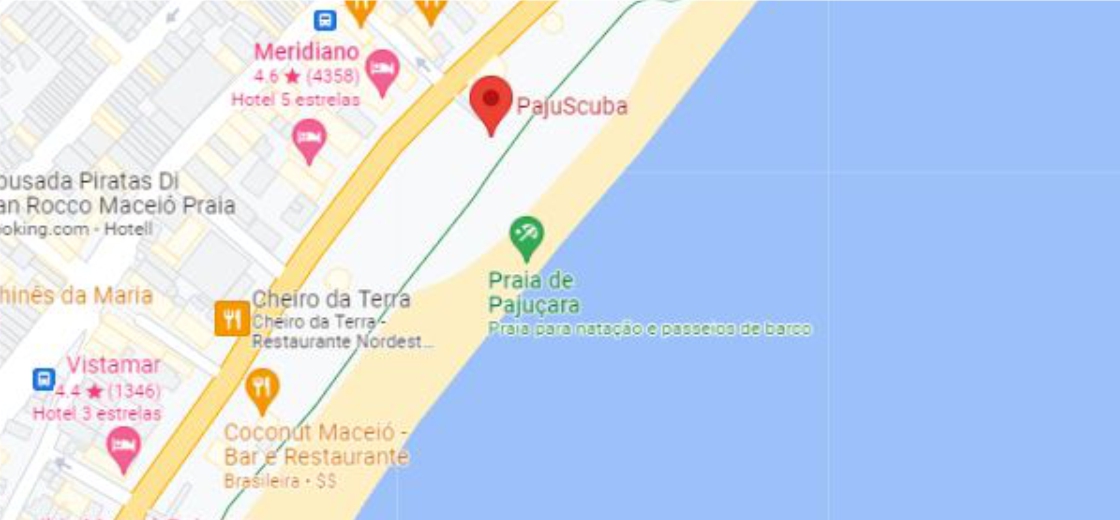 Meridiano
4.6 ★ (4358)
Hotel 5 estrelas
PajuScuba
ousada Piratas Di
an Rocco Maceió Praia
oking.com - Hotell
Praia de
Pajuçara
Praia para natação e passeios de barco
hinês da Maria
Cheiro da Terra
Cheiro da Terra -
Restaurante Nordest...
Vistamar
4.4 ★ (1346)
Hotel 3 estrelas
Coconut Maceió -
Bar e Restaurante
Brasileira • $$